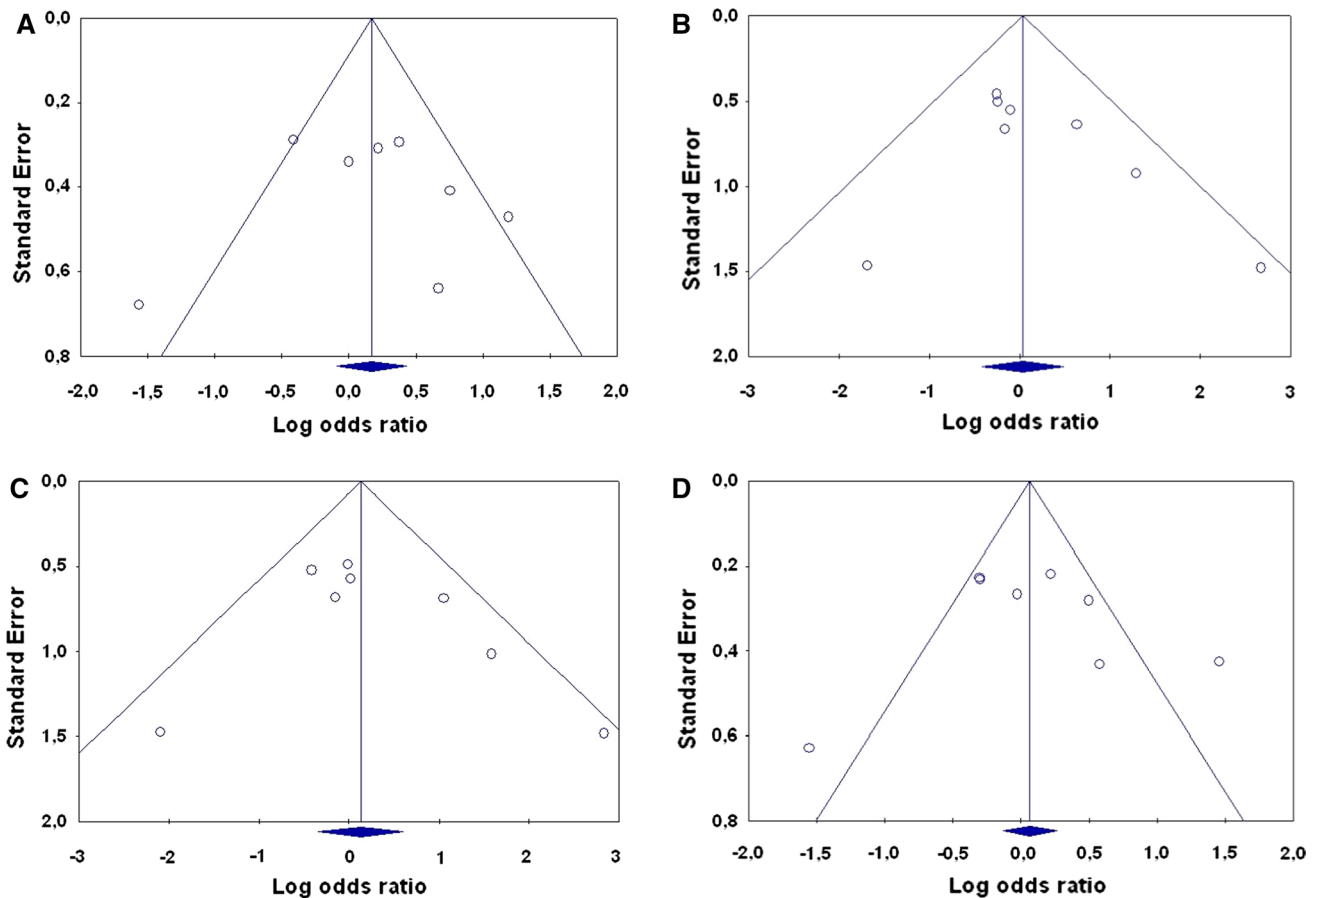 A
Standard Error
0,0
0,2
0,4
0,6
0,8
-2,0 -1,5 -1,0 -0,5 0,0 0,5 1,0 1,5 2,0
Log odds ratio
B
Standard Error
0.0
0.5
1,0
1,5
2,0
-3 -2 -1 0 1 2 3
Log odds ratio
C
Standard Error
0,0
0,5
1,0
1,5
2,0
-3 -2 -1 0 1 2 3
Log odds ratio
D
Standard Error
0,0
0,2
0,4
0,6
0,8
-2,0 -1,5 -1,0 -0,5 0,0 0,5 1,0 1,5 2,0
Log odds ratio